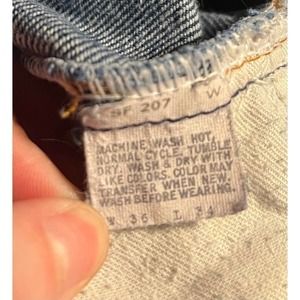 SF 207 W
MACHINE WASH HOT,
NORMAL CYCLE, TUMBLE
DRY. WASH & DRY WITH
LIKE COLORS. COLOR MAY
TRANSFER WHEN NEW.
WASH BEFORE WEARING.
W 36 L 34